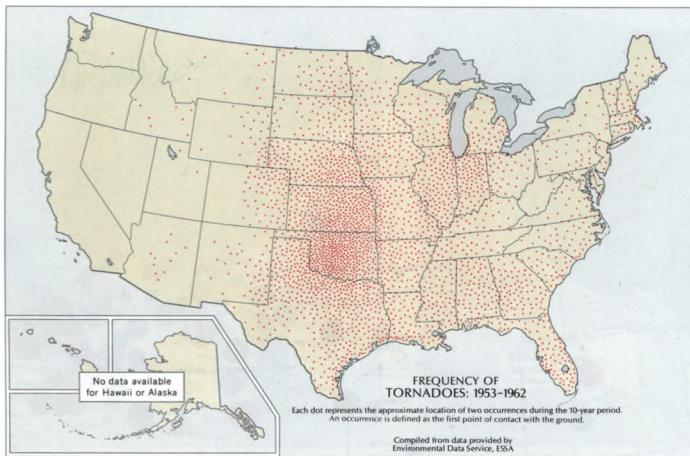 No data available
for Hawaii or Alaska
FREQUENCY OF
TORNADOES: 1953–1962
Each dot represents the approximate location of two occurrences during the 10-year period.
An occurrence is defined as the first point of contact with the ground.
Compiled from data provided by
Environmental Data Service, ESSA